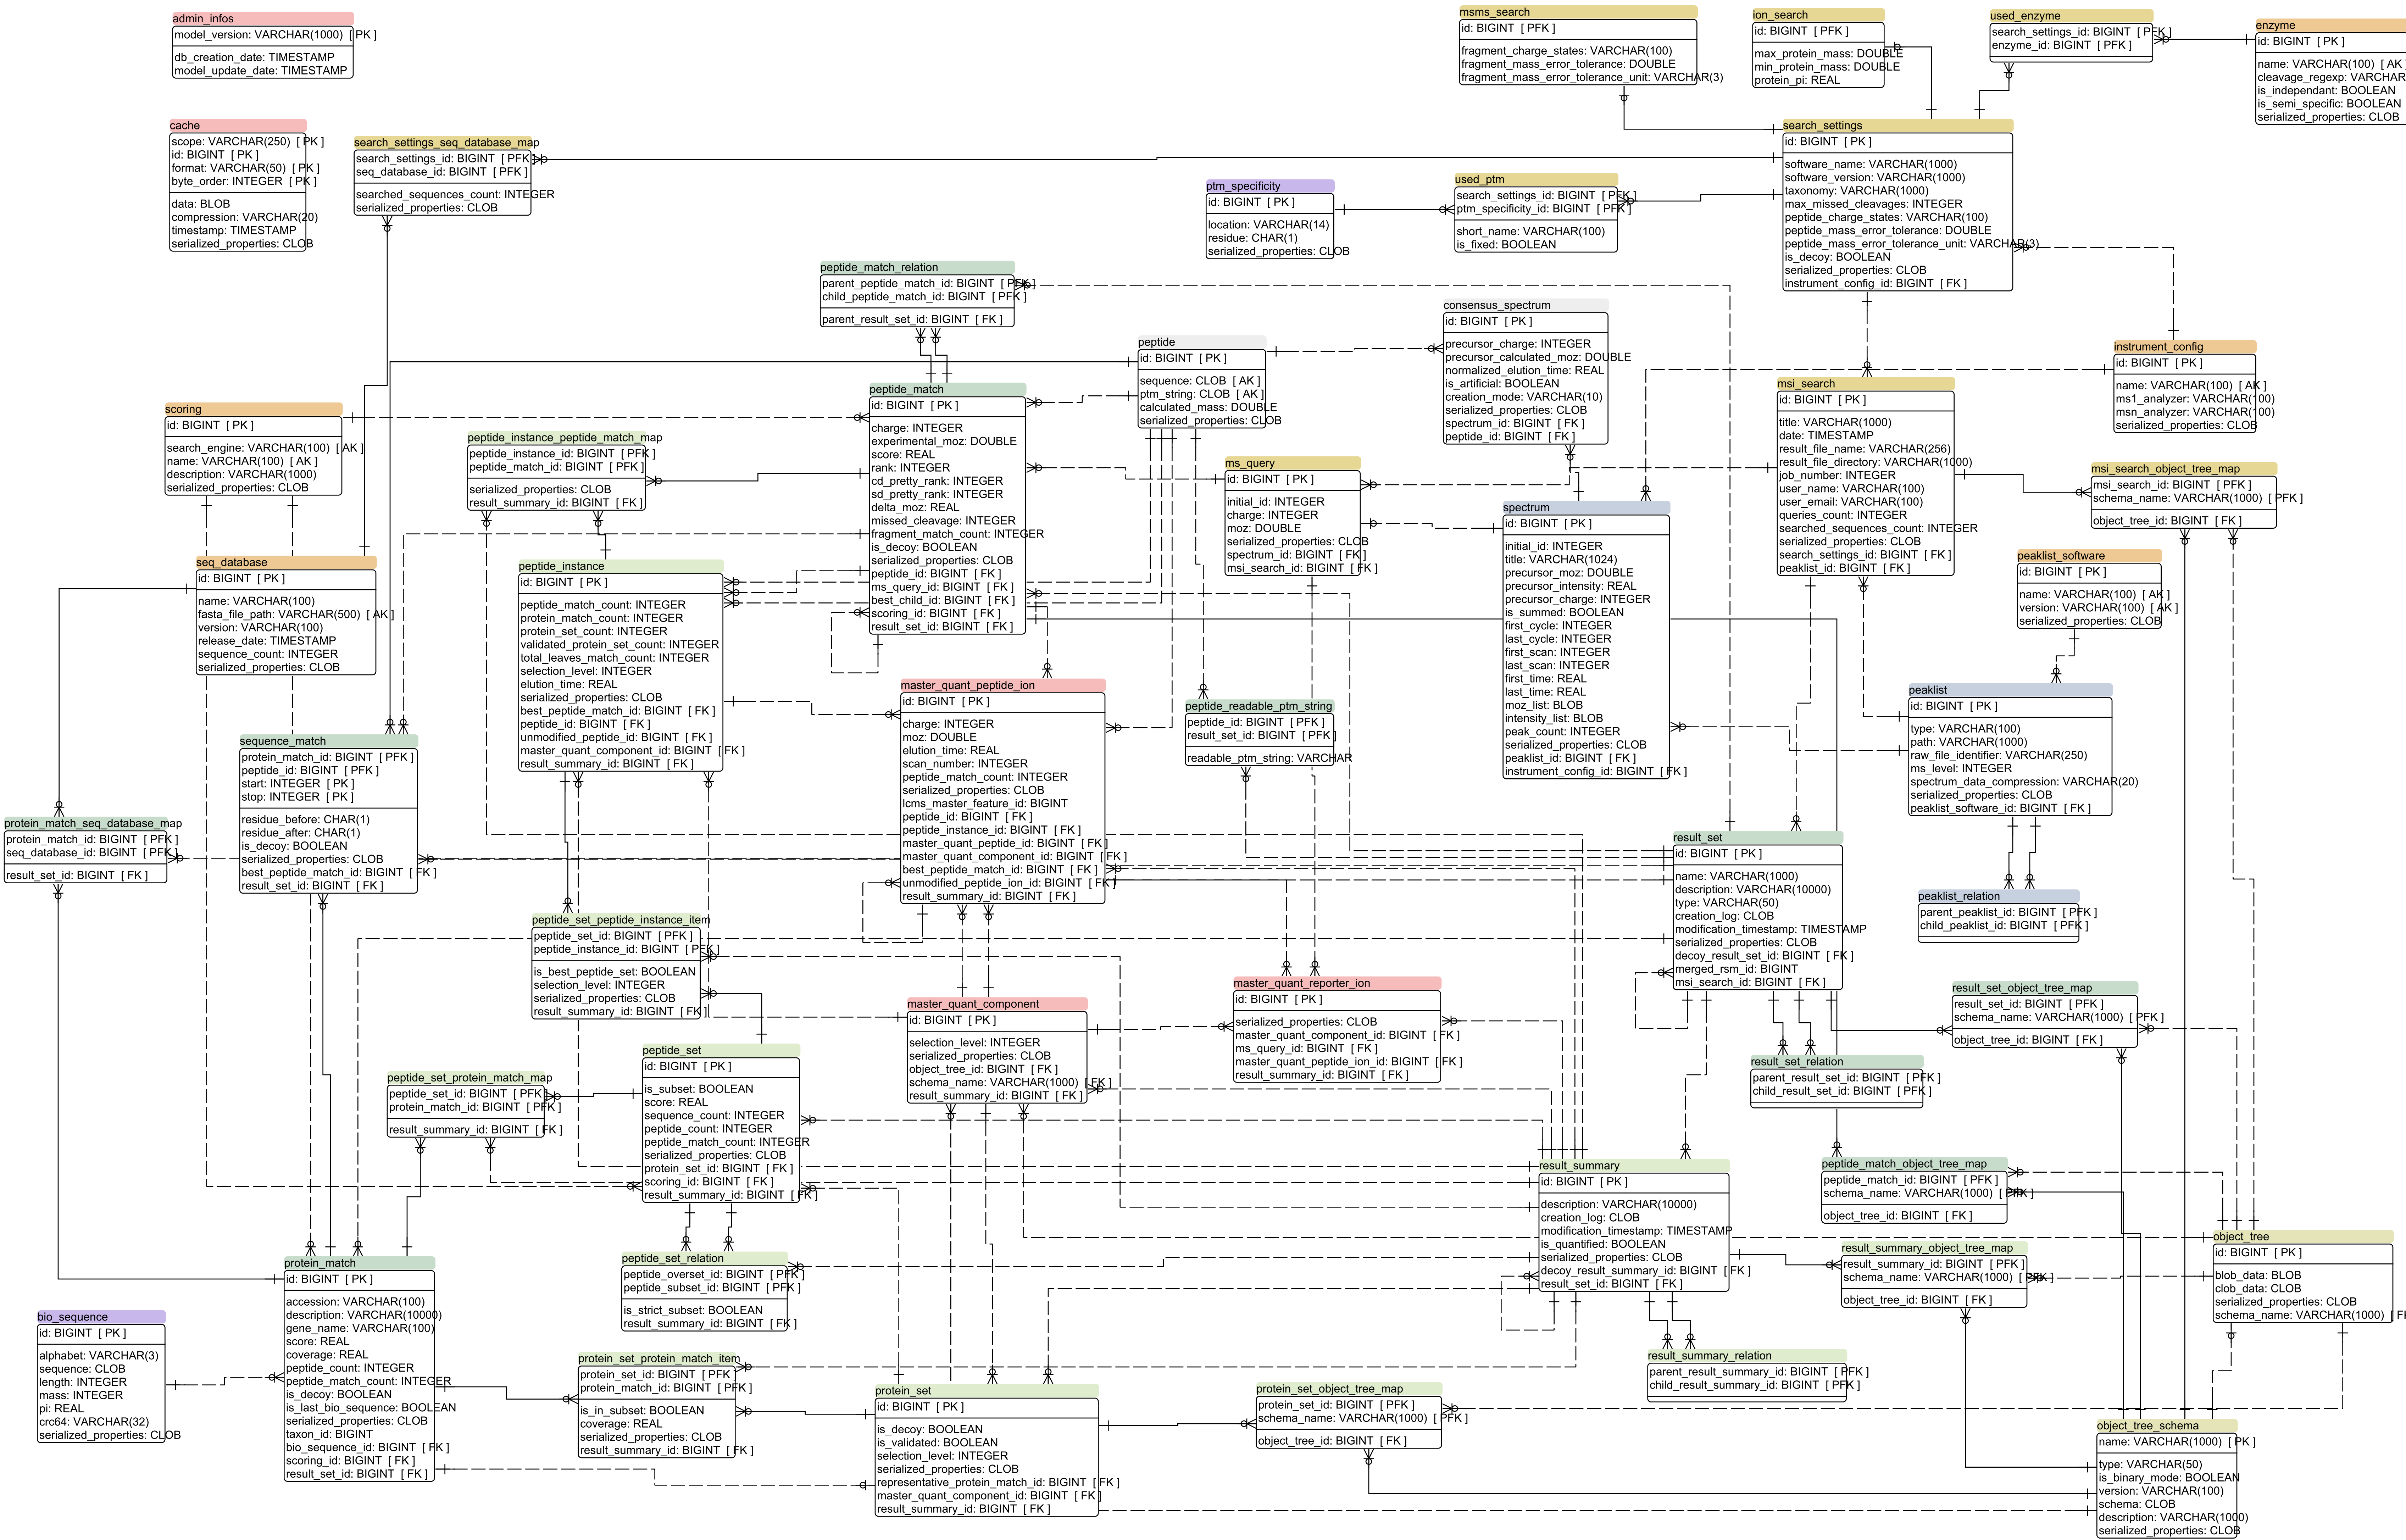 admin_infos
model_version: VARCHAR(1000)  [ PK ]
db_creation_date: TIMESTAMP
model_update_date: TIMESTAMP
msms_search
id: BIGINT  [ PFK ]
fragment_charge_states: VARCHAR(100)
fragment_mass_error_tolerance: DOUBLE
fragment_mass_error_tolerance_unit: VARCHAR(3)
ion_search
id: BIGINT  [ PFK ]
max_protein_mass: DOUBLE
min_protein_mass: DOUBLE
protein_pi: REAL
used_enzyme
search_settings_id: BIGINT  [ PFK ]
enzyme_id: BIGINT  [ PFK ]
enzyme
id: BIGINT  [ PK ]
name: VARCHAR(100)  [ AK ]
cleavage_regexp: VARCHAR
is_independant: BOOLEAN
is_semi_specific: BOOLEAN
serialized_properties: CLOB
cache
scope: VARCHAR(250)  [ PK ]
id: BIGINT  [ PK ]
format: VARCHAR(50)  [ PK ]
byte_order: INTEGER  [ PK ]
data: BLOB
compression: VARCHAR(20)
timestamp: TIMESTAMP
serialized_properties: CLOB
search_settings_seq_database_map
search_settings_id: BIGINT  [ PFK ]
seq_database_id: BIGINT  [ PFK ]
searched_sequences_count: INTEGER
serialized_properties: CLOB
search_settings
id: BIGINT  [ PK ]
software_name: VARCHAR(1000)
software_version: VARCHAR(1000)
taxonomy: VARCHAR(1000)
max_missed_cleavages: INTEGER
peptide_charge_states: VARCHAR(100)
peptide_mass_error_tolerance: DOUBLE
peptide_mass_error_tolerance_unit: VARCHAR(3)
is_decoy: BOOLEAN
serialized_properties: CLOB
instrument_config_id: BIGINT  [ FK ]
ptm_specificity
id: BIGINT  [ PK ]
location: VARCHAR(14)
residue: CHAR(1)
serialized_properties: CLOB
used_ptm
search_settings_id: BIGINT  [ PFK ]
ptm_specificity_id: BIGINT  [ PFK ]
short_name: VARCHAR(100)
is_fixed: BOOLEAN
peptide_match_relation
parent_peptide_match_id: BIGINT  [ PFK ]
child_peptide_match_id: BIGINT  [ PFK ]
parent_result_set_id: BIGINT  [ FK ]
consensus_spectrum
id: BIGINT  [ PK ]
precursor_charge: INTEGER
precursor_calculated_moz: DOUBLE
normalized_elution_time: REAL
is_artificial: BOOLEAN
creation_mode: VARCHAR(10)
serialized_properties: CLOB
spectrum_id: BIGINT  [ FK ]
peptide_id: BIGINT  [ FK ]
peptide
id: BIGINT  [ PK ]
sequence: CLOB  [ AK ]
ptm_string: CLOB  [ AK ]
calculated_mass: DOUBLE
serialized_properties: CLOB
instrument_config
id: BIGINT  [ PK ]
name: VARCHAR(100)  [ AK ]
ms1_analyzer: VARCHAR(100)
msn_analyzer: VARCHAR(100)
serialized_properties: CLOB
peptide_match
id: BIGINT  [ PK ]
charge: INTEGER
experimental_moz: DOUBLE
score: REAL
rank: INTEGER
cd_pretty_rank: INTEGER
sd_pretty_rank: INTEGER
delta_moz: REAL
missed_cleavage: INTEGER
fragment_match_count: INTEGER
is_decoy: BOOLEAN
serialized_properties: CLOB
peptide_id: BIGINT  [ FK ]
ms_query_id: BIGINT  [ FK ]
best_child_id: BIGINT  [ FK ]
scoring_id: BIGINT  [ FK ]
result_set_id: BIGINT  [ FK ]
msi_search
id: BIGINT  [ PK ]
title: VARCHAR(1000)
date: TIMESTAMP
result_file_name: VARCHAR(256)
result_file_directory: VARCHAR(1000)
job_number: INTEGER
user_name: VARCHAR(100)
user_email: VARCHAR(100)
queries_count: INTEGER
searched_sequences_count: INTEGER
serialized_properties: CLOB
search_settings_id: BIGINT  [ FK ]
peaklist_id: BIGINT  [ FK ]
scoring
id: BIGINT  [ PK ]
search_engine: VARCHAR(100)  [ AK ]
name: VARCHAR(100)  [ AK ]
description: VARCHAR(1000)
serialized_properties: CLOB
peptide_instance_peptide_match_map
peptide_instance_id: BIGINT  [ PFK ]
peptide_match_id: BIGINT  [ PFK ]
serialized_properties: CLOB
result_summary_id: BIGINT  [ FK ]
ms_query
id: BIGINT  [ PK ]
initial_id: INTEGER
charge: INTEGER
moz: DOUBLE
serialized_properties: CLOB
spectrum_id: BIGINT  [ FK ]
msi_search_id: BIGINT  [ FK ]
msi_search_object_tree_map
msi_search_id: BIGINT  [ PFK ]
schema_name: VARCHAR(1000)  [ PFK ]
object_tree_id: BIGINT  [ FK ]
spectrum
id: BIGINT  [ PK ]
initial_id: INTEGER
title: VARCHAR(1024)
precursor_moz: DOUBLE
precursor_intensity: REAL
precursor_charge: INTEGER
is_summed: BOOLEAN
first_cycle: INTEGER
last_cycle: INTEGER
first_scan: INTEGER
last_scan: INTEGER
first_time: REAL
last_time: REAL
moz_list: BLOB
intensity_list: BLOB
peak_count: INTEGER
serialized_properties: CLOB
peaklist_id: BIGINT  [ FK ]
instrument_config_id: BIGINT  [ FK ]
seq_database
id: BIGINT  [ PK ]
name: VARCHAR(100)
fasta_file_path: VARCHAR(500)  [ AK ]
version: VARCHAR(100)
release_date: TIMESTAMP
sequence_count: INTEGER
serialized_properties: CLOB
peptide_instance
id: BIGINT  [ PK ]
peptide_match_count: INTEGER
protein_match_count: INTEGER
protein_set_count: INTEGER
validated_protein_set_count: INTEGER
total_leaves_match_count: INTEGER
selection_level: INTEGER
elution_time: REAL
serialized_properties: CLOB
best_peptide_match_id: BIGINT  [ FK ]
peptide_id: BIGINT  [ FK ]
unmodified_peptide_id: BIGINT  [ FK ]
master_quant_component_id: BIGINT  [ FK ]
result_summary_id: BIGINT  [ FK ]
peaklist_software
id: BIGINT  [ PK ]
name: VARCHAR(100)  [ AK ]
version: VARCHAR(100)  [ AK ]
serialized_properties: CLOB
master_quant_peptide_ion
id: BIGINT  [ PK ]
charge: INTEGER
moz: DOUBLE
elution_time: REAL
scan_number: INTEGER
peptide_match_count: INTEGER
serialized_properties: CLOB
lcms_master_feature_id: BIGINT
peptide_id: BIGINT  [ FK ]
peptide_instance_id: BIGINT  [ FK ]
master_quant_peptide_id: BIGINT  [ FK ]
master_quant_component_id: BIGINT  [ FK ]
best_peptide_match_id: BIGINT  [ FK ]
unmodified_peptide_ion_id: BIGINT  [ FK ]
result_summary_id: BIGINT  [ FK ]
peptide_readable_ptm_string
peptide_id: BIGINT  [ PFK ]
result_set_id: BIGINT  [ PFK ]
readable_ptm_string: VARCHAR
peaklist
id: BIGINT  [ PK ]
type: VARCHAR(100)
path: VARCHAR(1000)
raw_file_identifier: VARCHAR(250)
ms_level: INTEGER
spectrum_data_compression: VARCHAR(20)
serialized_properties: CLOB
peaklist_software_id: BIGINT  [ FK ]
sequence_match
protein_match_id: BIGINT  [ PFK ]
peptide_id: BIGINT  [ PFK ]
start: INTEGER  [ PK ]
stop: INTEGER  [ PK ]
residue_before: CHAR(1)
residue_after: CHAR(1)
is_decoy: BOOLEAN
serialized_properties: CLOB
best_peptide_match_id: BIGINT  [ FK ]
result_set_id: BIGINT  [ FK ]
protein_match_seq_database_map
protein_match_id: BIGINT  [ PFK ]
seq_database_id: BIGINT  [ PFK ]
result_set_id: BIGINT  [ FK ]
result_set
id: BIGINT  [ PK ]
name: VARCHAR(1000)
description: VARCHAR(10000)
type: VARCHAR(50)
creation_log: CLOB
modification_timestamp: TIMESTAMP
serialized_properties: CLOB
decoy_result_set_id: BIGINT  [ FK ]
merged_rsm_id: BIGINT
msi_search_id: BIGINT  [ FK ]
peaklist_relation
parent_peaklist_id: BIGINT  [ PFK ]
child_peaklist_id: BIGINT  [ PFK ]
peptide_set_peptide_instance_item
peptide_set_id: BIGINT  [ PFK ]
peptide_instance_id: BIGINT  [ PFK ]
is_best_peptide_set: BOOLEAN
selection_level: INTEGER
serialized_properties: CLOB
result_summary_id: BIGINT  [ FK ]
master_quant_component
id: BIGINT  [ PK ]
selection_level: INTEGER
serialized_properties: CLOB
object_tree_id: BIGINT  [ FK ]
schema_name: VARCHAR(1000)  [ FK ]
result_summary_id: BIGINT  [ FK ]
master_quant_reporter_ion
id: BIGINT  [ PK ]
serialized_properties: CLOB
master_quant_component_id: BIGINT  [ FK ]
ms_query_id: BIGINT  [ FK ]
master_quant_peptide_ion_id: BIGINT  [ FK ]
result_summary_id: BIGINT  [ FK ]
result_set_object_tree_map
result_set_id: BIGINT  [ PFK ]
schema_name: VARCHAR(1000)  [ PFK ]
object_tree_id: BIGINT  [ FK ]
peptide_set
id: BIGINT  [ PK ]
is_subset: BOOLEAN
score: REAL
sequence_count: INTEGER
peptide_count: INTEGER
peptide_match_count: INTEGER
serialized_properties: CLOB
protein_set_id: BIGINT  [ FK ]
scoring_id: BIGINT  [ FK ]
result_summary_id: BIGINT  [ FK ]
result_set_relation
parent_result_set_id: BIGINT  [ PFK ]
child_result_set_id: BIGINT  [ PFK ]
peptide_set_protein_match_map
peptide_set_id: BIGINT  [ PFK ]
protein_match_id: BIGINT  [ PFK ]
result_summary_id: BIGINT  [ FK ]
result_summary
id: BIGINT  [ PK ]
description: VARCHAR(10000)
creation_log: CLOB
modification_timestamp: TIMESTAMP
is_quantified: BOOLEAN
serialized_properties: CLOB
decoy_result_summary_id: BIGINT  [ FK ]
result_set_id: BIGINT  [ FK ]
peptide_match_object_tree_map
peptide_match_id: BIGINT  [ PFK ]
schema_name: VARCHAR(1000)  [ PFK ]
object_tree_id: BIGINT  [ FK ]
object_tree
id: BIGINT  [ PK ]
blob_data: BLOB
clob_data: CLOB
serialized_properties: CLOB
schema_name: VARCHAR(1000)  [ FK
result_summary_object_tree_map
result_summary_id: BIGINT  [ PFK ]
schema_name: VARCHAR(1000)  [ PFK ]
object_tree_id: BIGINT  [ FK ]
peptide_set_relation
peptide_overset_id: BIGINT  [ PFK ]
peptide_subset_id: BIGINT  [ PFK ]
is_strict_subset: BOOLEAN
result_summary_id: BIGINT  [ FK ]
protein_match
id: BIGINT  [ PK ]
accession: VARCHAR(100)
description: VARCHAR(10000)
gene_name: VARCHAR(100)
score: REAL
coverage: REAL
peptide_count: INTEGER
peptide_match_count: INTEGER
is_decoy: BOOLEAN
is_last_bio_sequence: BOOLEAN
serialized_properties: CLOB
taxon_id: BIGINT
bio_sequence_id: BIGINT  [ FK ]
scoring_id: BIGINT  [ FK ]
result_set_id: BIGINT  [ FK ]
bio_sequence
id: BIGINT  [ PK ]
alphabet: VARCHAR(3)
sequence: CLOB
length: INTEGER
mass: INTEGER
pi: REAL
crc64: VARCHAR(32)
serialized_properties: CLOB
protein_set_protein_match_item
protein_set_id: BIGINT  [ PFK ]
protein_match_id: BIGINT  [ PFK ]
is_in_subset: BOOLEAN
coverage: REAL
serialized_properties: CLOB
result_summary_id: BIGINT  [ FK ]
result_summary_relation
parent_result_summary_id: BIGINT  [ PFK ]
child_result_summary_id: BIGINT  [ PFK ]
protein_set
id: BIGINT  [ PK ]
is_decoy: BOOLEAN
is_validated: BOOLEAN
selection_level: INTEGER
serialized_properties: CLOB
representative_protein_match_id: BIGINT  [ FK ]
master_quant_component_id: BIGINT  [ FK ]
result_summary_id: BIGINT  [ FK ]
protein_set_object_tree_map
protein_set_id: BIGINT  [ PFK ]
schema_name: VARCHAR(1000)  [ PFK ]
object_tree_id: BIGINT  [ FK ]
object_tree_schema
name: VARCHAR(1000)  [ PK ]
type: VARCHAR(50)
is_binary_mode: BOOLEAN
version: VARCHAR(100)
schema: CLOB
description: VARCHAR(1000)
serialized_properties: CLOB